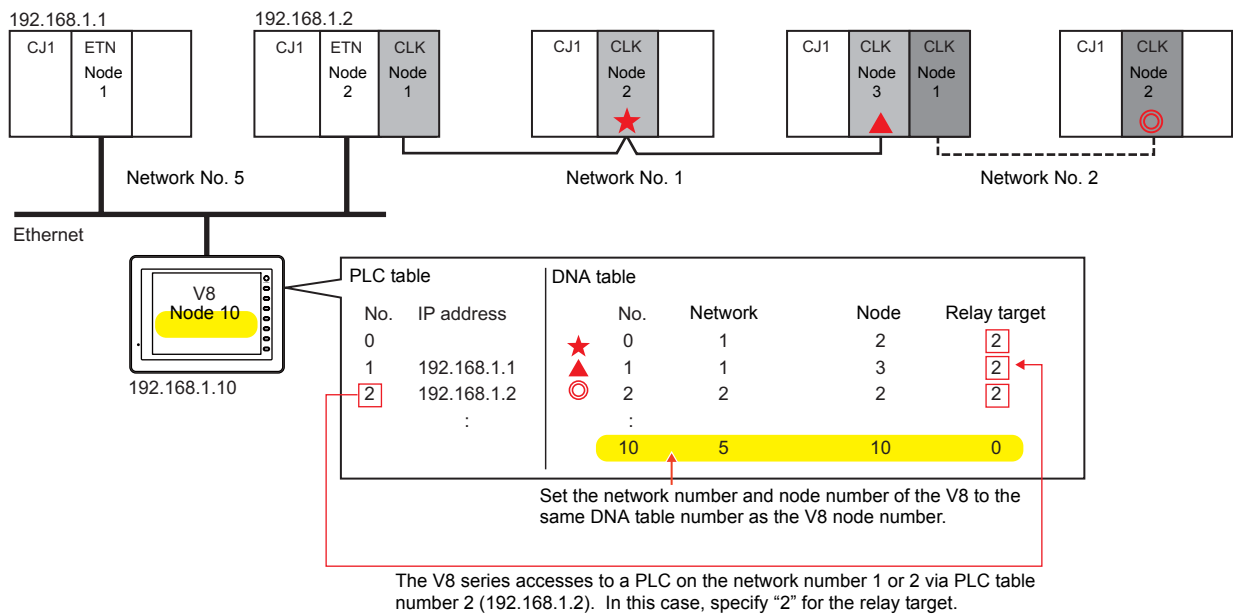 192.168.1.1
192.168.1.2
CJ1 ETN
Node
1
CJ1 ETN CLK
Node Node
2 1
CJ1 CLK
Node
2
CJ1 CLK CLK
Node Node
3 1
CJ1 CLK
Node
2
Network No. 5
Network No. 1
Network No. 2
Ethernet
V8
Node 10
192.168.1.10
PLC table
No. IP address
0
1 192.168.1.1
2 192.168.1.2
:
DNA table
No. Network Node Relay target
0 1 2 2
1 1 3 2
2 2 2 2
:
10 5 10 0
Set the network number and node number of the V8 to the
same DNA table number as the V8 node number.
The V8 series accesses to a PLC on the network number 1 or 2 via PLC table
number 2 (192.168.1.2). In this case, specify “2” for the relay target.